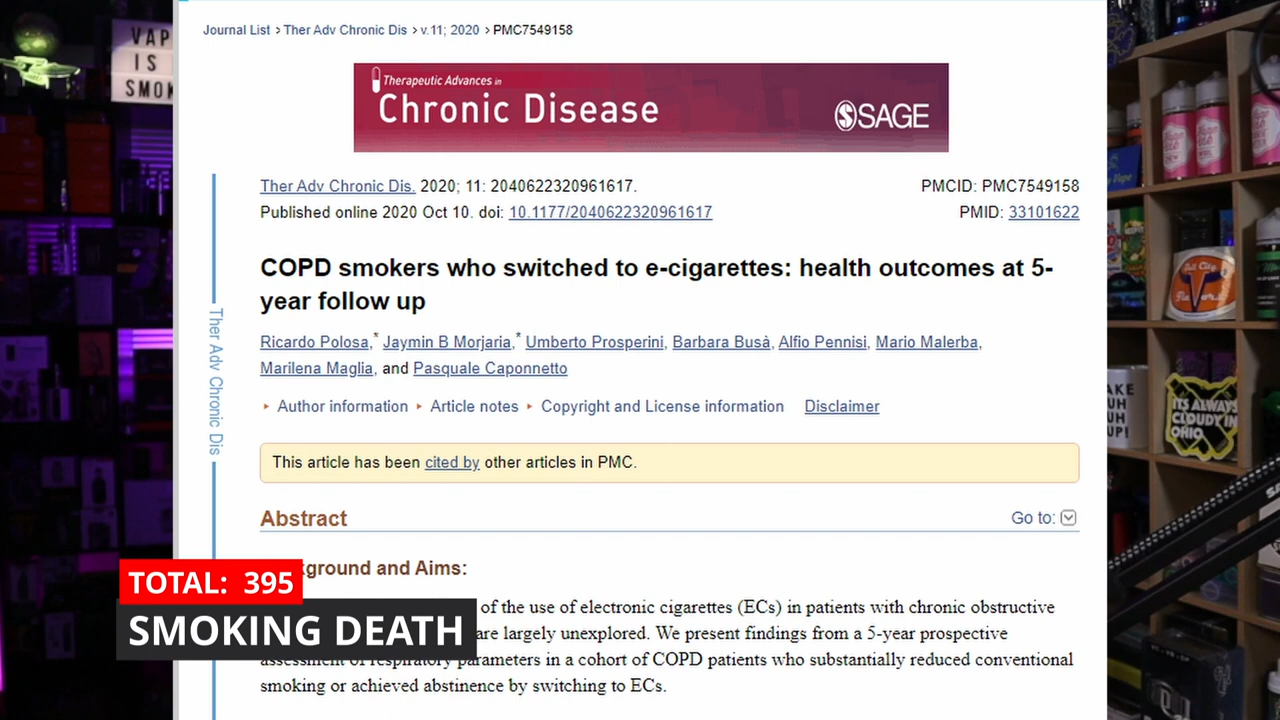 VAP
IS
SMOK
Journal List > Ther Adv Chronic Dis > v.11; 2020 > PMC7549158
Therapeutic Advances in
Chronic Disease
SAGE
Ther Adv Chronic Dis. 2020; 11: 2040622320961617.
PMCID: PMC7549158
Published online 2020 Oct 10. doi: 10.1177/2040622320961617
PMID: 33101622
COPD smokers who switched to e-cigarettes: health outcomes at 5-
year follow up
Ricardo Polosa,* Jaymin B Morjaria,* Umberto Prosperini, Barbara Busà, Alfio Pennisi, Mario Malerba,
Marilena Maglia, and Pasquale Caponnetto
Author information Article notes Copyright and License information Disclaimer
This article has been cited by other articles in PMC.
Abstract
Go to:
Ther Adv Chronic Dis
kground and Aims:
of the use of electronic cigarettes (ECs) in patients with chronic obstructive
are largely unexplored. We present findings from a 5-year prospective
assessment of respiratory parameters in a cohort of COPD patients who substantially reduced conventional
smoking or achieved abstinence by switching to ECs.
TOTAL: 395
SMOKING DEATH
AKE
UH
UH
UP!
ITS ALWAYS
CLOUDY IN
OHIO